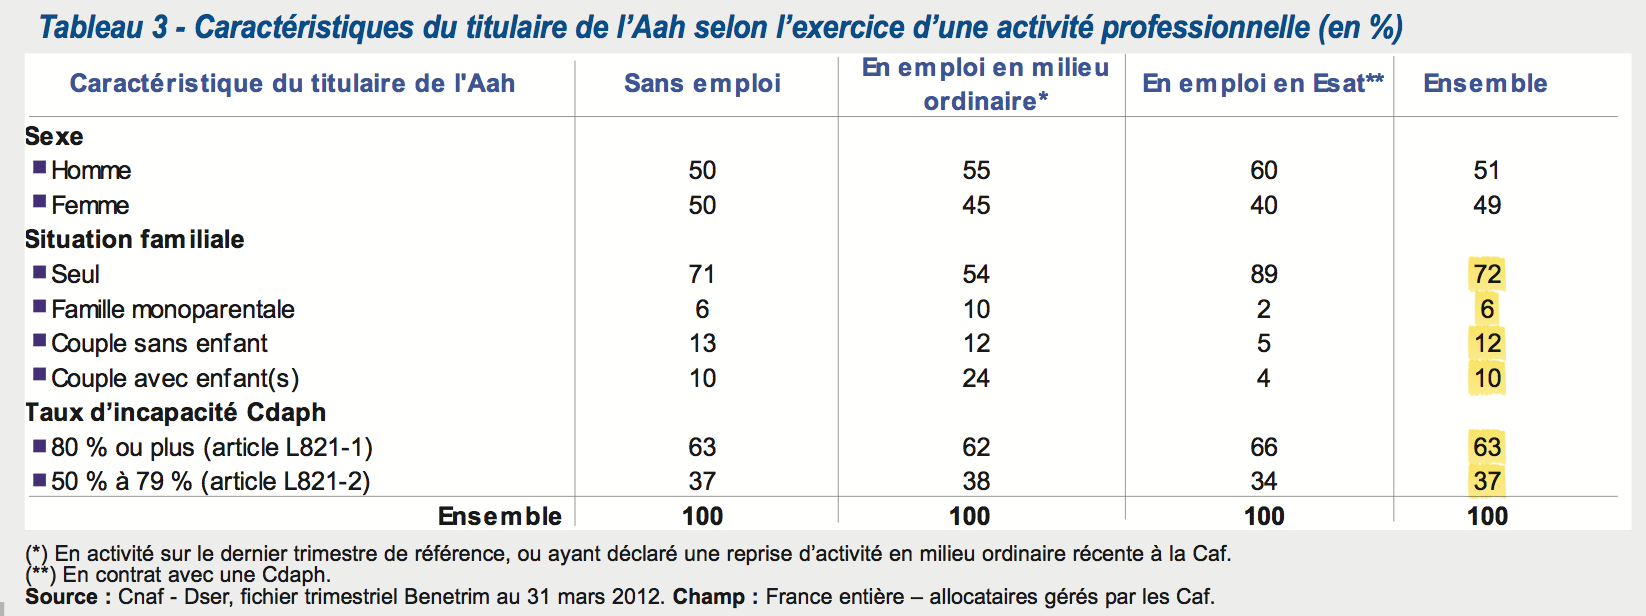 Tableau 3 - Caractéristiques du titulaire de l'Aah selon l'exercice d'une activité professionnelle (en %)
Caractéristique du titulaire de l'Aah Sans emploi En emploi en milieu ordinaire* En emploi en Esat** Ensemble
Sexe
Homme 50 55 60 51
Femme 50 45 40 49
Situation familiale
Seul 71 54 89 72
Famille monoparentale 6 10 2 6
Couple sans enfant 13 12 5 12
Couple avec enfant(s) 10 24 4 10
Taux d'incapacité Cdaph
80 % ou plus (article L821-1) 63 62 66 63
50 % à 79 % (article L821-2) 37 38 34 37
Ensemble 100 100 100 100
(*) En activité sur le dernier trimestre de référence, ou ayant déclaré une reprise d'activité en milieu ordinaire récente à la Caf.
(**) En contrat avec une Cdaph.
Source : Cnaf - Dser, fichier trimestriel Benetrim au 31 mars 2012. Champ : France entière – allocataires gérés par les Caf.